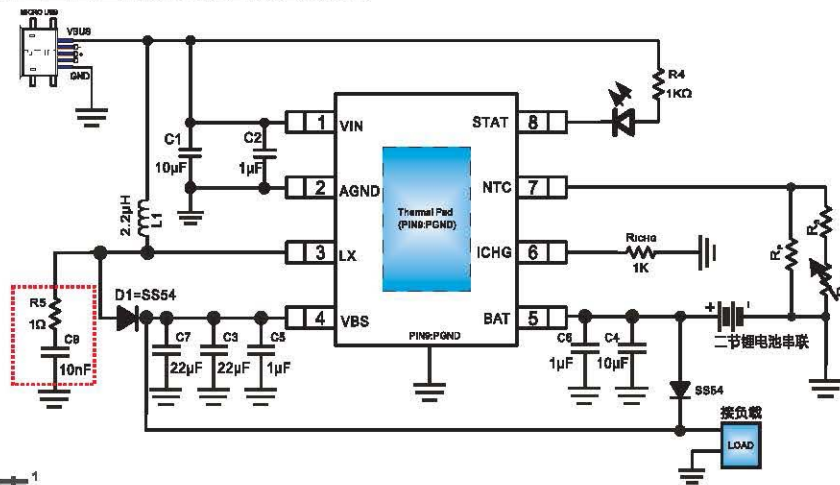 MICRO USB
VBUS
D-
D+
GND
R4
1KΩ
C1
10μF
C2
1μF
1 VIN
STAT 8
2 AGND
NTC 7
Thermal Pad
(PIN9:PGND)
2.2μH
L1
3 LX
ICHG 6
RICHG
1K
Rp
Rs
R5
1Ω
C9
10nF
D1=SS54
4 VBS
BAT 5
PIN9:PGND
C7
22μF
C3
22μF
C5
1μF
C6
1μF
C4
10μF
+ -
二节锂电池串联
SS54
接负载
LOAD
1